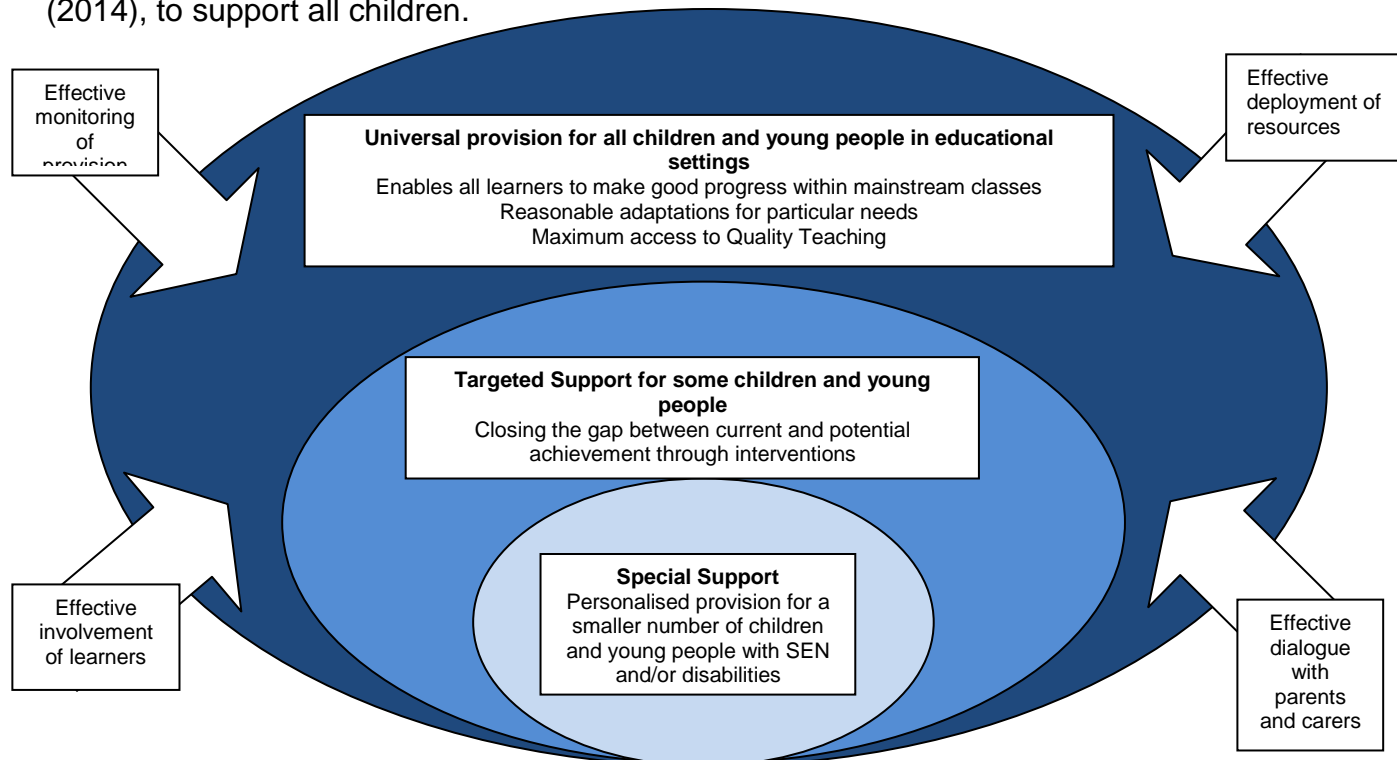 (2014), to support all children.
Effective
monitoring
of
provision
Effective
deployment of
resources
Universal provision for all children and young people in educational
settings
Enables all learners to make good progress within mainstream classes
Reasonable adaptations for particular needs
Maximum access to Quality Teaching
Targeted Support for some children and young
people
Closing the gap between current and potential
achievement through interventions
Special Support
Personalised provision for a
smaller number of children
and young people with SEN
and/or disabilities
Effective
involvement
of learners
Effective
dialogue
with
parents
and carers